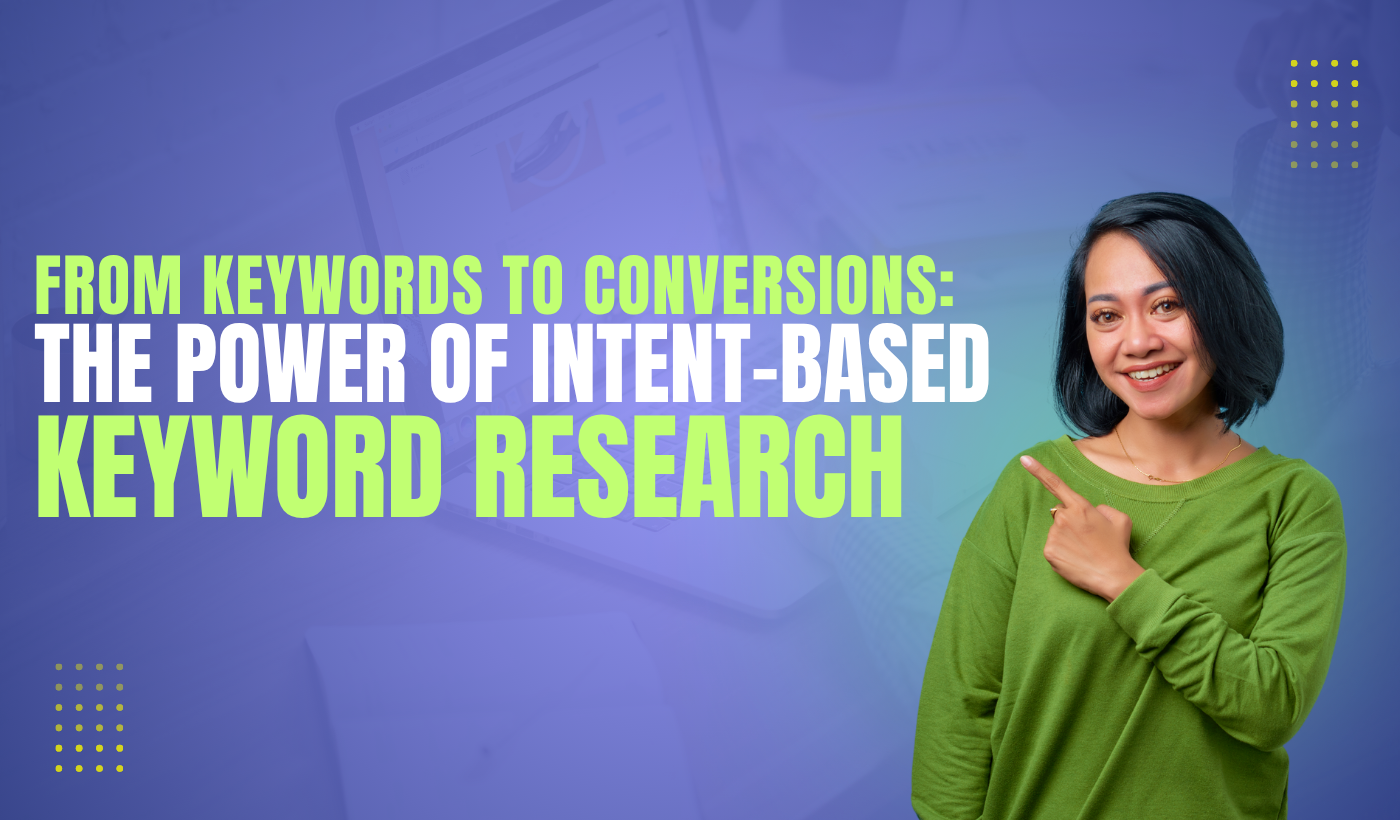 FROM KEYWORDS TO CONVERSIONS:
THE POWER OF INTENT-BASED
KEYWORD RESEARCH